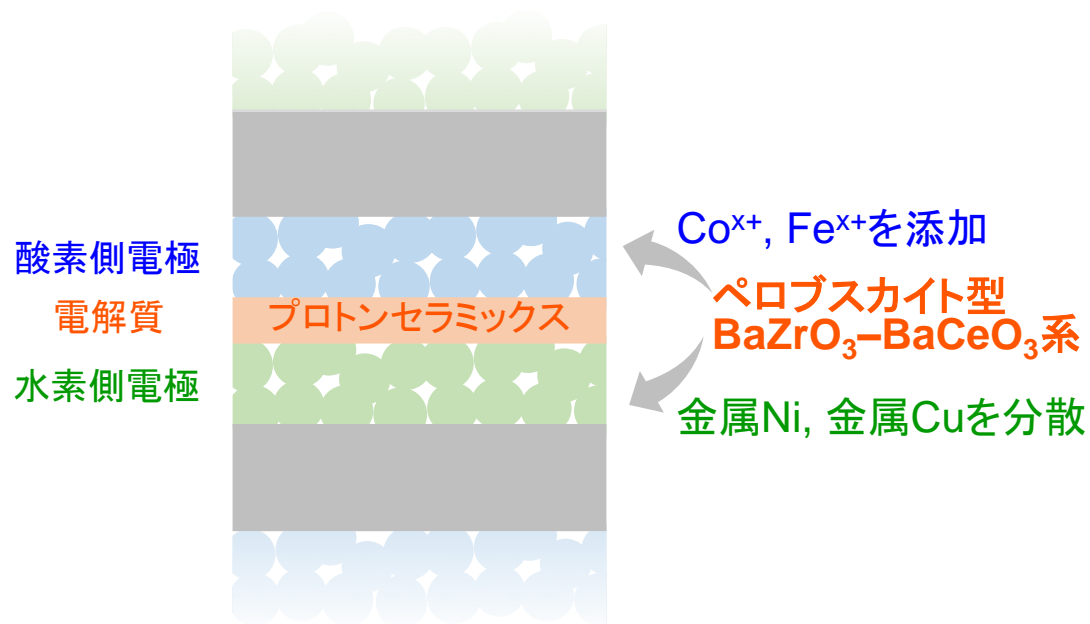 酸素側電極
電解質
水素側電極
プロトンセラミックス
Coˣ⁺, Feˣ⁺を添加
ペロブスカイト型
BaZrO₃–BaCeO₃系
金属Ni, 金属Cuを分散